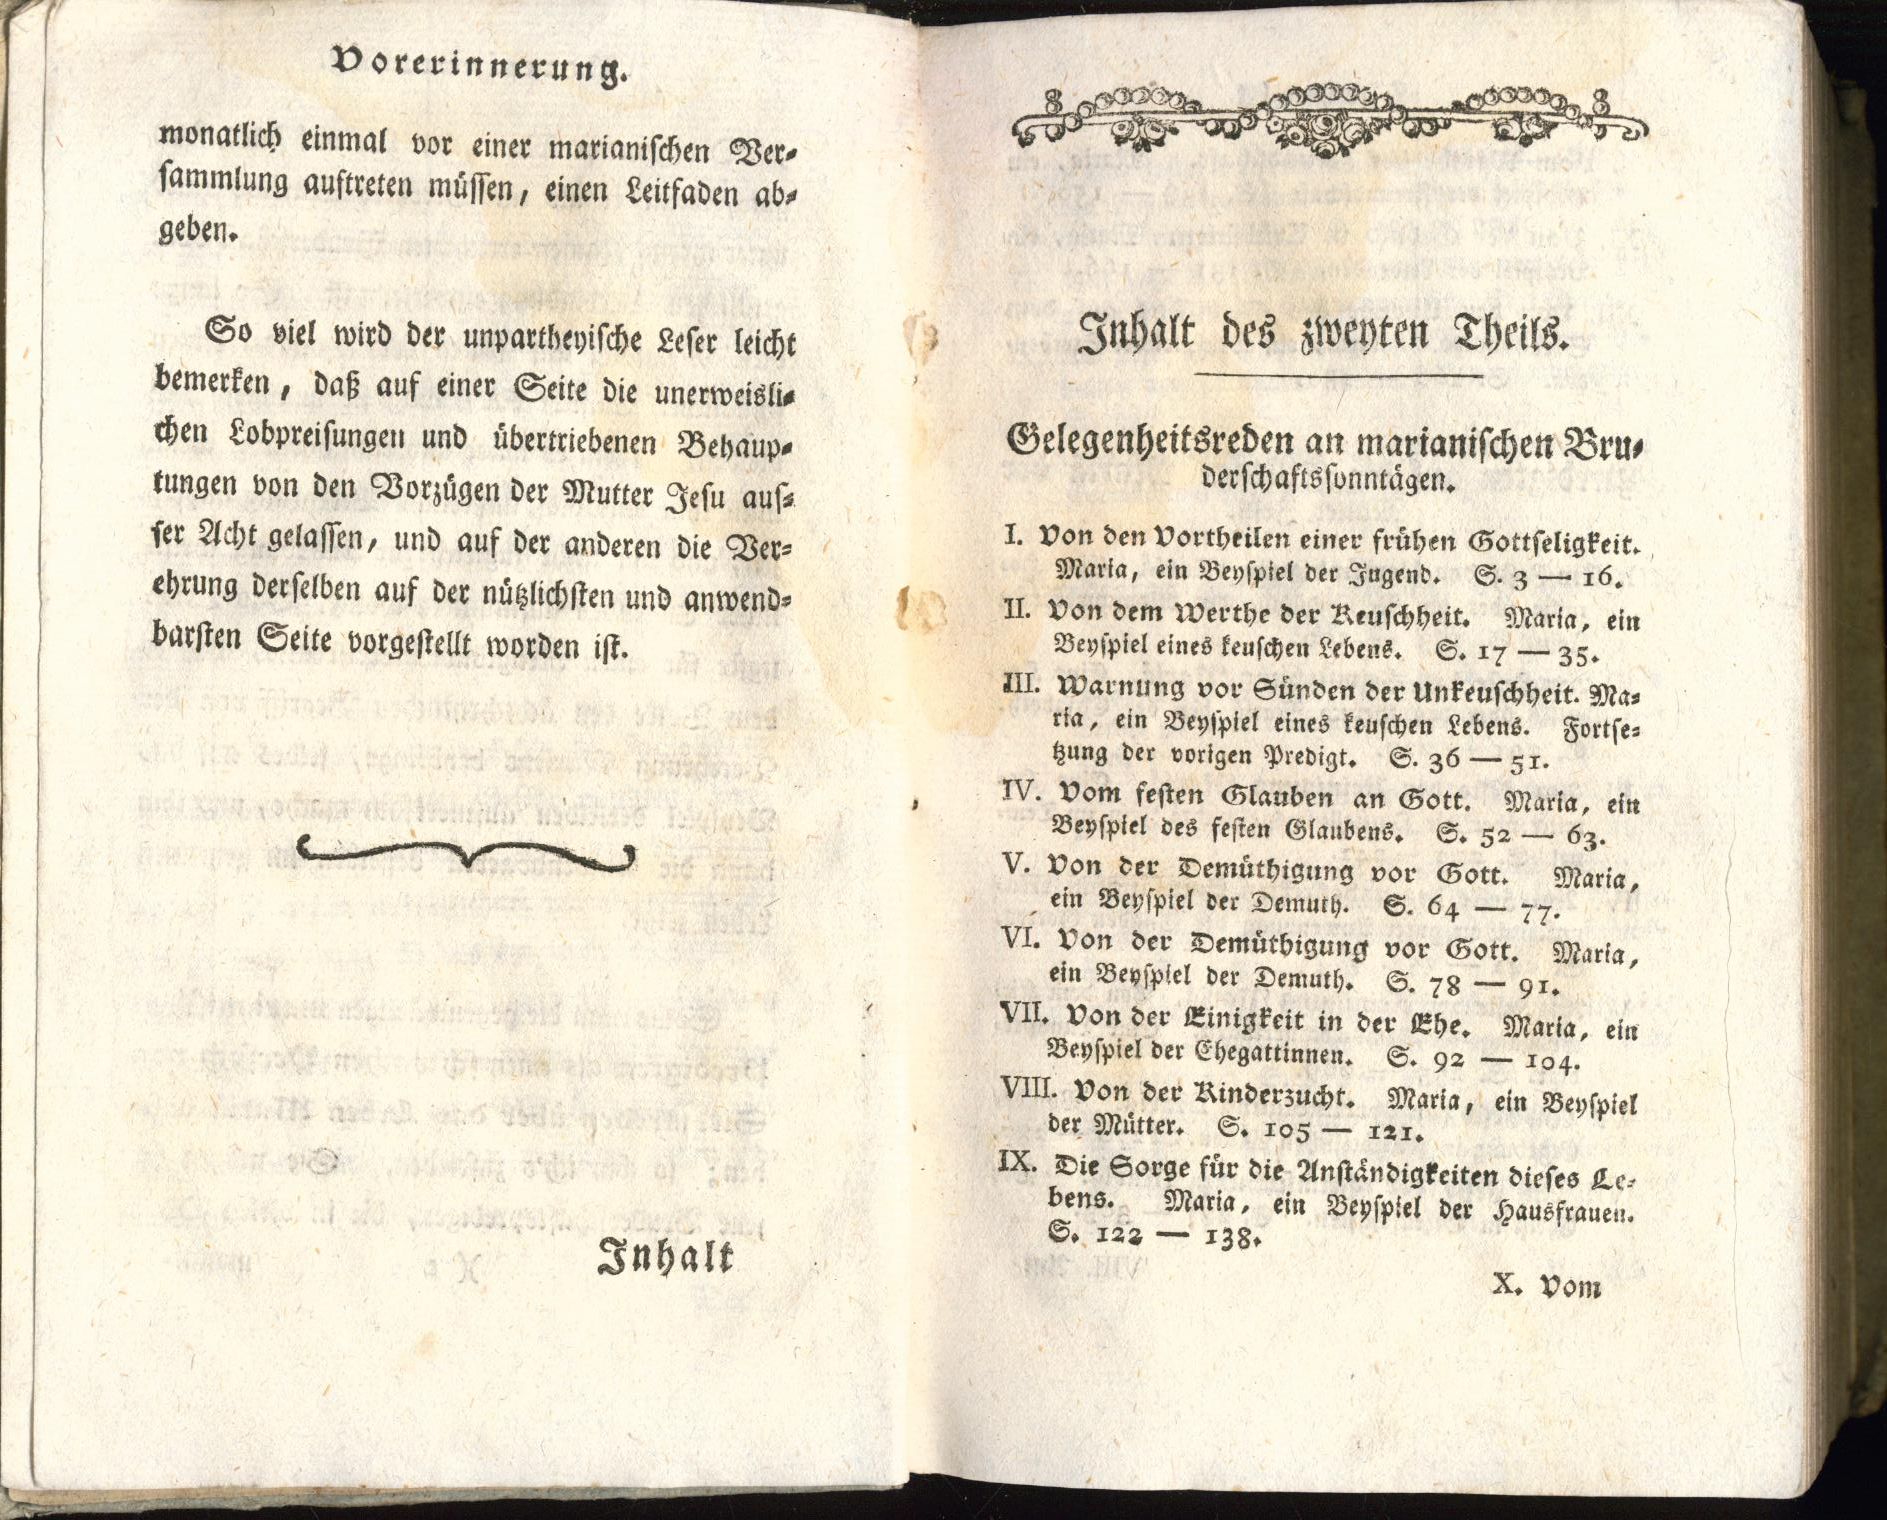 Vorerinnerung.
monatlich einmal vor einer marianischen Ver-
sammlung auftreten müssen, einen Leitfaden ab-
geben.
So viel wird der unpartheyische Leser leicht
bemerken, daß auf einer Seite die unerweisli-
chen Lobpreisungen und übertriebenen Behaup-
tungen von den Vorzügen der Mutter Jesu aus-
ser Acht gelassen, und auf der anderen die Ver-
ehrung derselben auf der nützlichsten und anwend-
barsten Seite vorgestellt worden ist.
Inhalt
Inhalt des zweyten Theils.
Gelegenheitsreden an marianischen Bru-
derschaftssonntägen.
I. Von den Vortheilen einer frühen Gottseligkeit.
Maria, ein Beyspiel der Jugend. S. 3 — 16.
II. Von dem Werthe der Keuschheit. Maria, ein
Beyspiel eines keuschen Lebens. S. 17 — 35.
III. Warnung vor Sünden der Unkeuschheit. Ma-
ria, ein Beyspiel eines keuschen Lebens. Fortse-
tzung der vorigen Predigt. S. 36 — 51.
IV. Vom festen Glauben an Gott. Maria, ein
Beyspiel des festen Glaubens. S. 52 — 63.
V. Von der Demüthigung vor Gott. Maria,
ein Beyspiel der Demuth. S. 64 — 77.
VI. Von der Demüthigung vor Gott. Maria,
ein Beyspiel der Demuth. S. 78 — 91.
VII. Von der Einigkeit in der Ehe. Maria, ein
Beyspiel der Ehegattinnen. S. 92 — 104.
VIII. Von der Kinderzucht. Maria, ein Beyspiel
der Mütter. S. 105 — 121.
IX. Die Sorge für die Anständigkeiten dieses Le-
bens. Maria, ein Beyspiel der Hausfrauen.
S. 122 — 138.
X. Vom